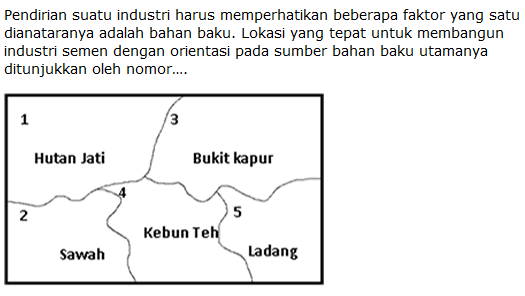 Pendirian suatu industri harus memperhatikan beberapa faktor yang satu
dianataranya adalah bahan baku. Lokasi yang tepat untuk membangun
industri semen dengan orientasi pada sumber bahan baku utamanya
ditunjukkan oleh nomor....
1
3
Hutan Jati
Bukit kapur
4
2
5
Kebun Teh
Sawah
Ladang